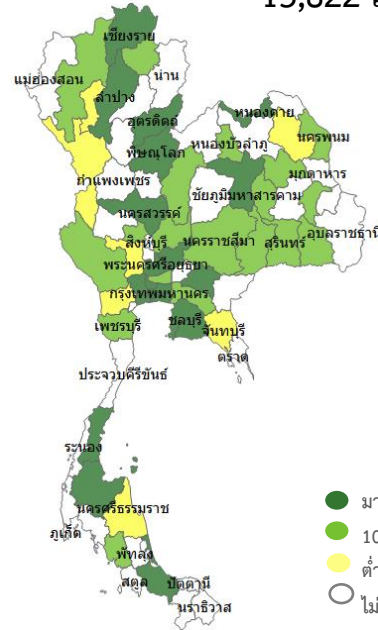 15,822
เชียงราย
แม่ฮ่องสอน
น่าน
ลำปาง
อุตรดิตถ์
หนองคาย
พิษณุโลก
หนองบัวลำภู
นครพนม
กำแพงเพชร
มุกดาหาร
ชัยภูมิ
มหาสารคาม
นครสวรรค์
สิงห์บุรี
นครราชสีมา
สุรินทร์
อุบลราชธานี
พระนครศรีอยุธยา
กรุงเทพมหานคร
เพชรบุรี
ชลบุรี
จันทบุรี
ตราด
ประจวบคีรีขันธ์
ระนอง
นครศรีธรรมราช
ภูเก็ต
พัทลุง
สตูล
ปัตตานี
นราธิวาส
มา
10
ต่ำ
ไม่